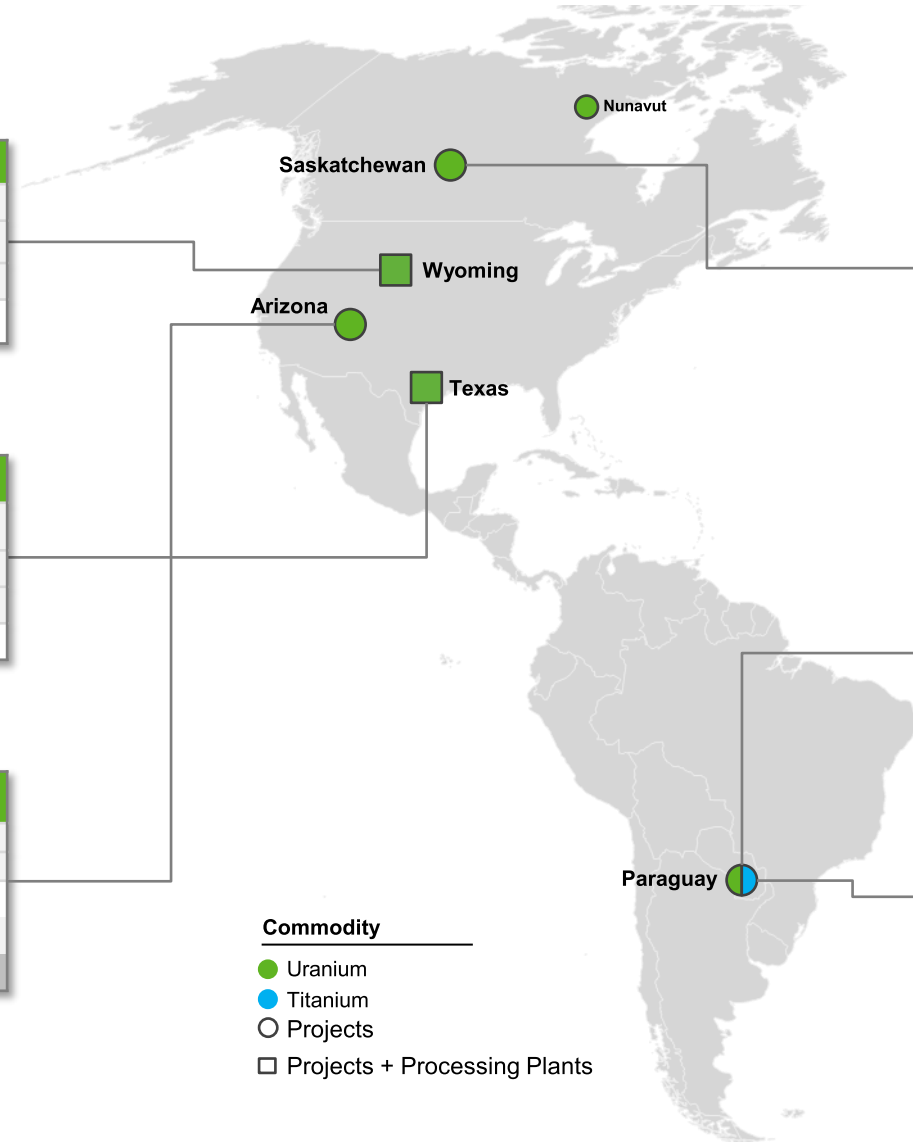 Nunavut
Saskatchewan
Wyoming
Arizona
Texas
Paraguay
Commodity
Uranium
Titanium
Projects
Projects + Processing Plants